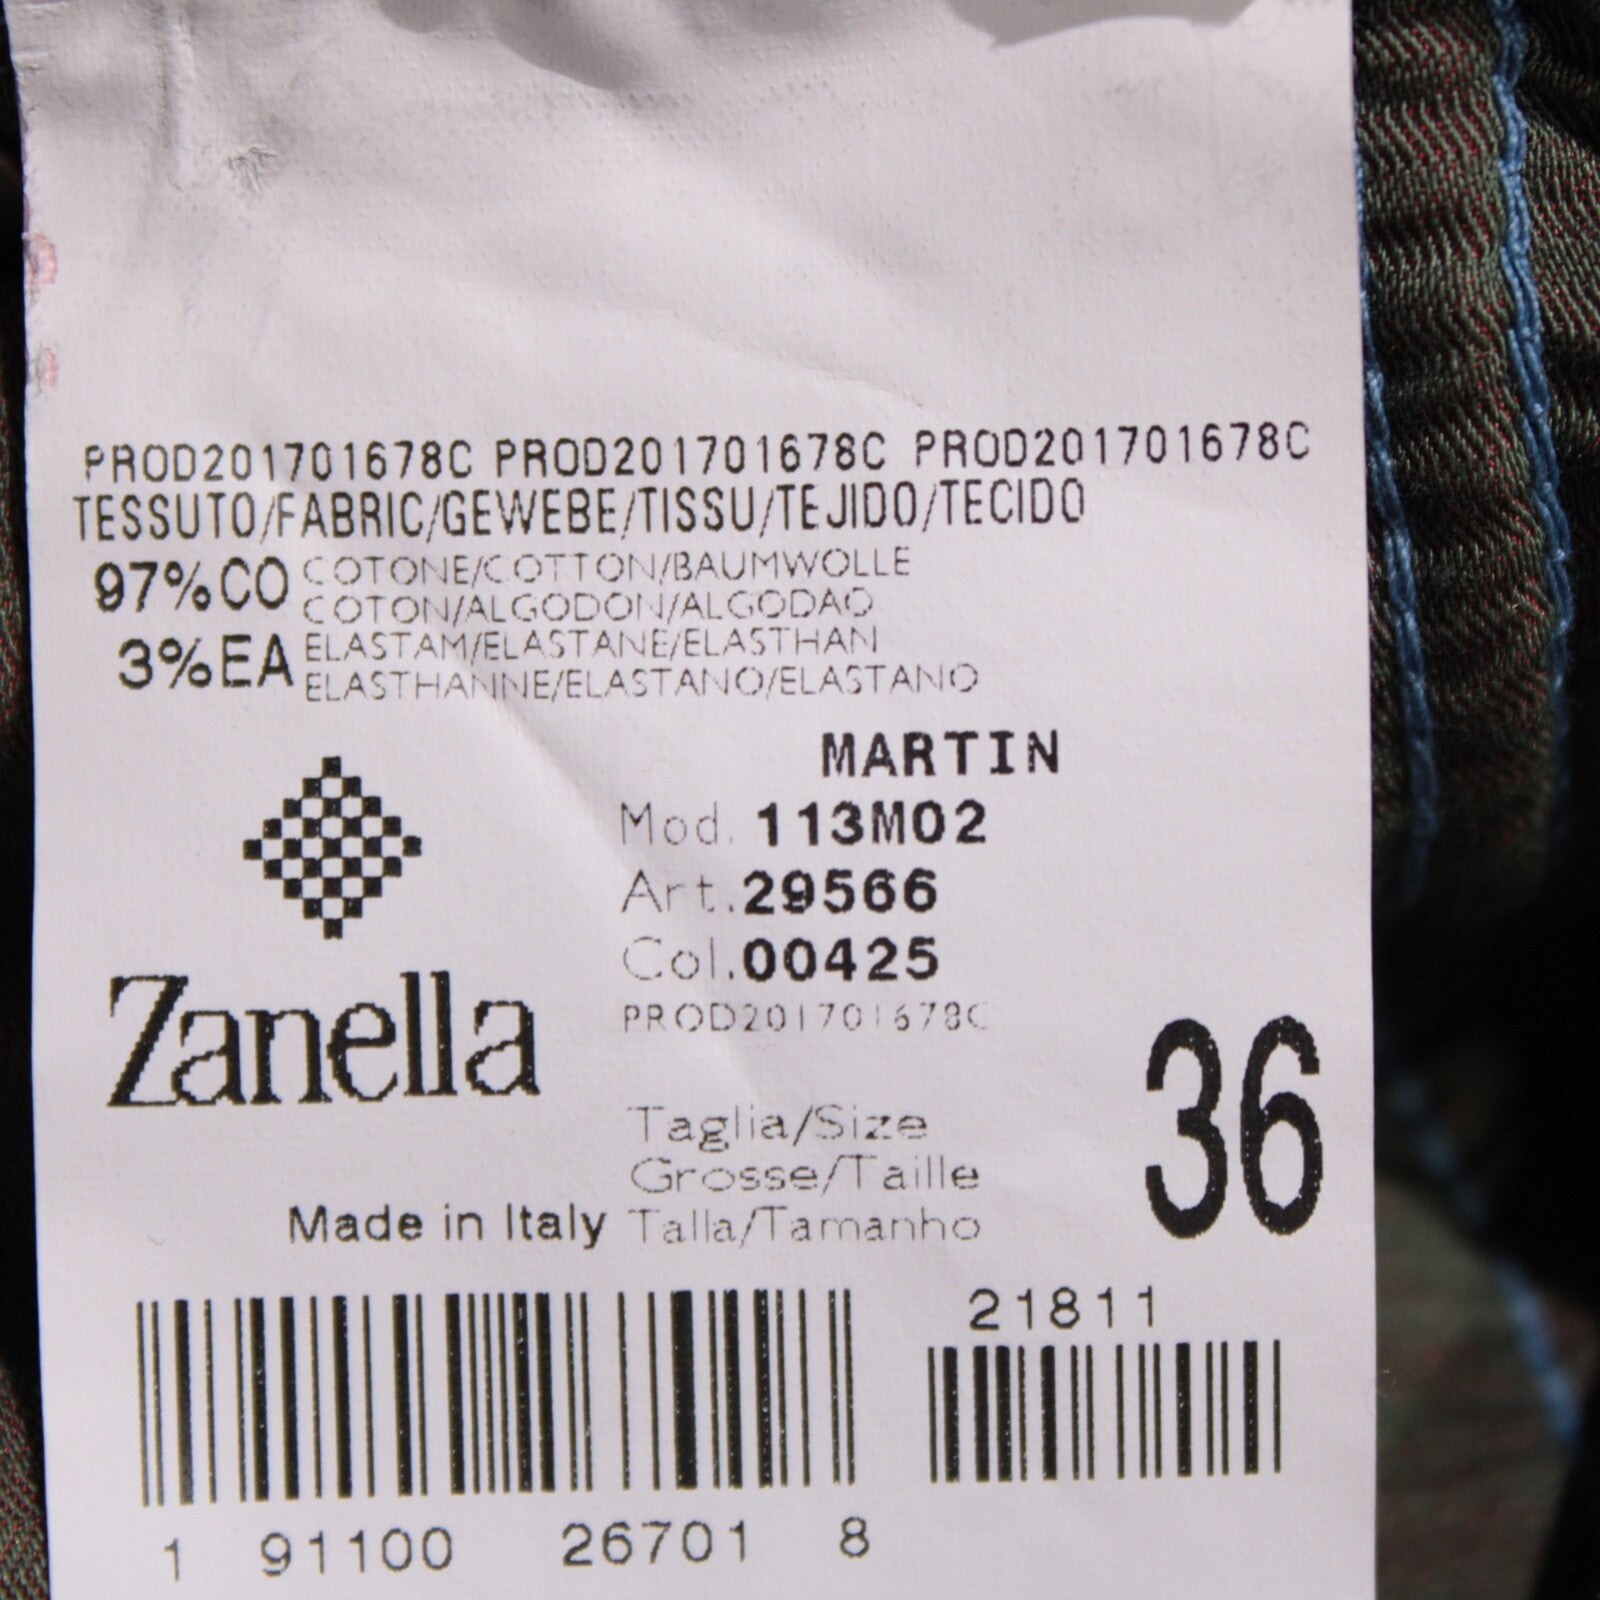 PROD201701678C PROD201701678C PROD201701678C
TESSUTO/FABRIC/GEWEBE/TISSU/TEJIDO/TECIDO
97%CO COTONE/COTTON/BAUMWOLLE
COTON/ALGODON/ALGODAO
3%EA ELASTAM/ELASTANE/ELASTHAN
ELASTHANNE/ELASTANO/ELASTANO
MARTIN
Mod. 113M02
Art.29566
Col.00425
PROD201701678C
Zanella
36
Taglia/Size
Grosse/Taille
Made in Italy Talla/Tamanho
21811
1 91100 26701 8